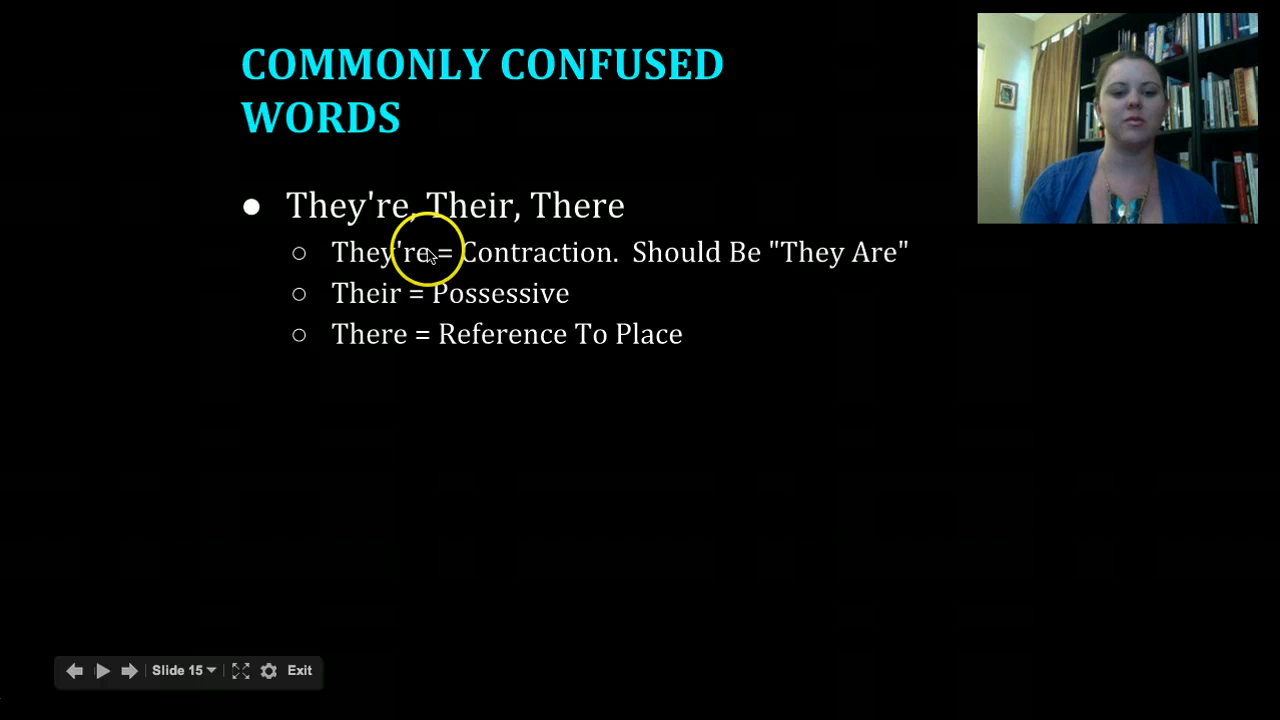 COMMONLY CONFUSED
WORDS
● They're, Their, There
○ They're = Contraction. Should Be "They Are"
○ Their = Possessive
○ There = Reference To Place
Slide 15
Exit